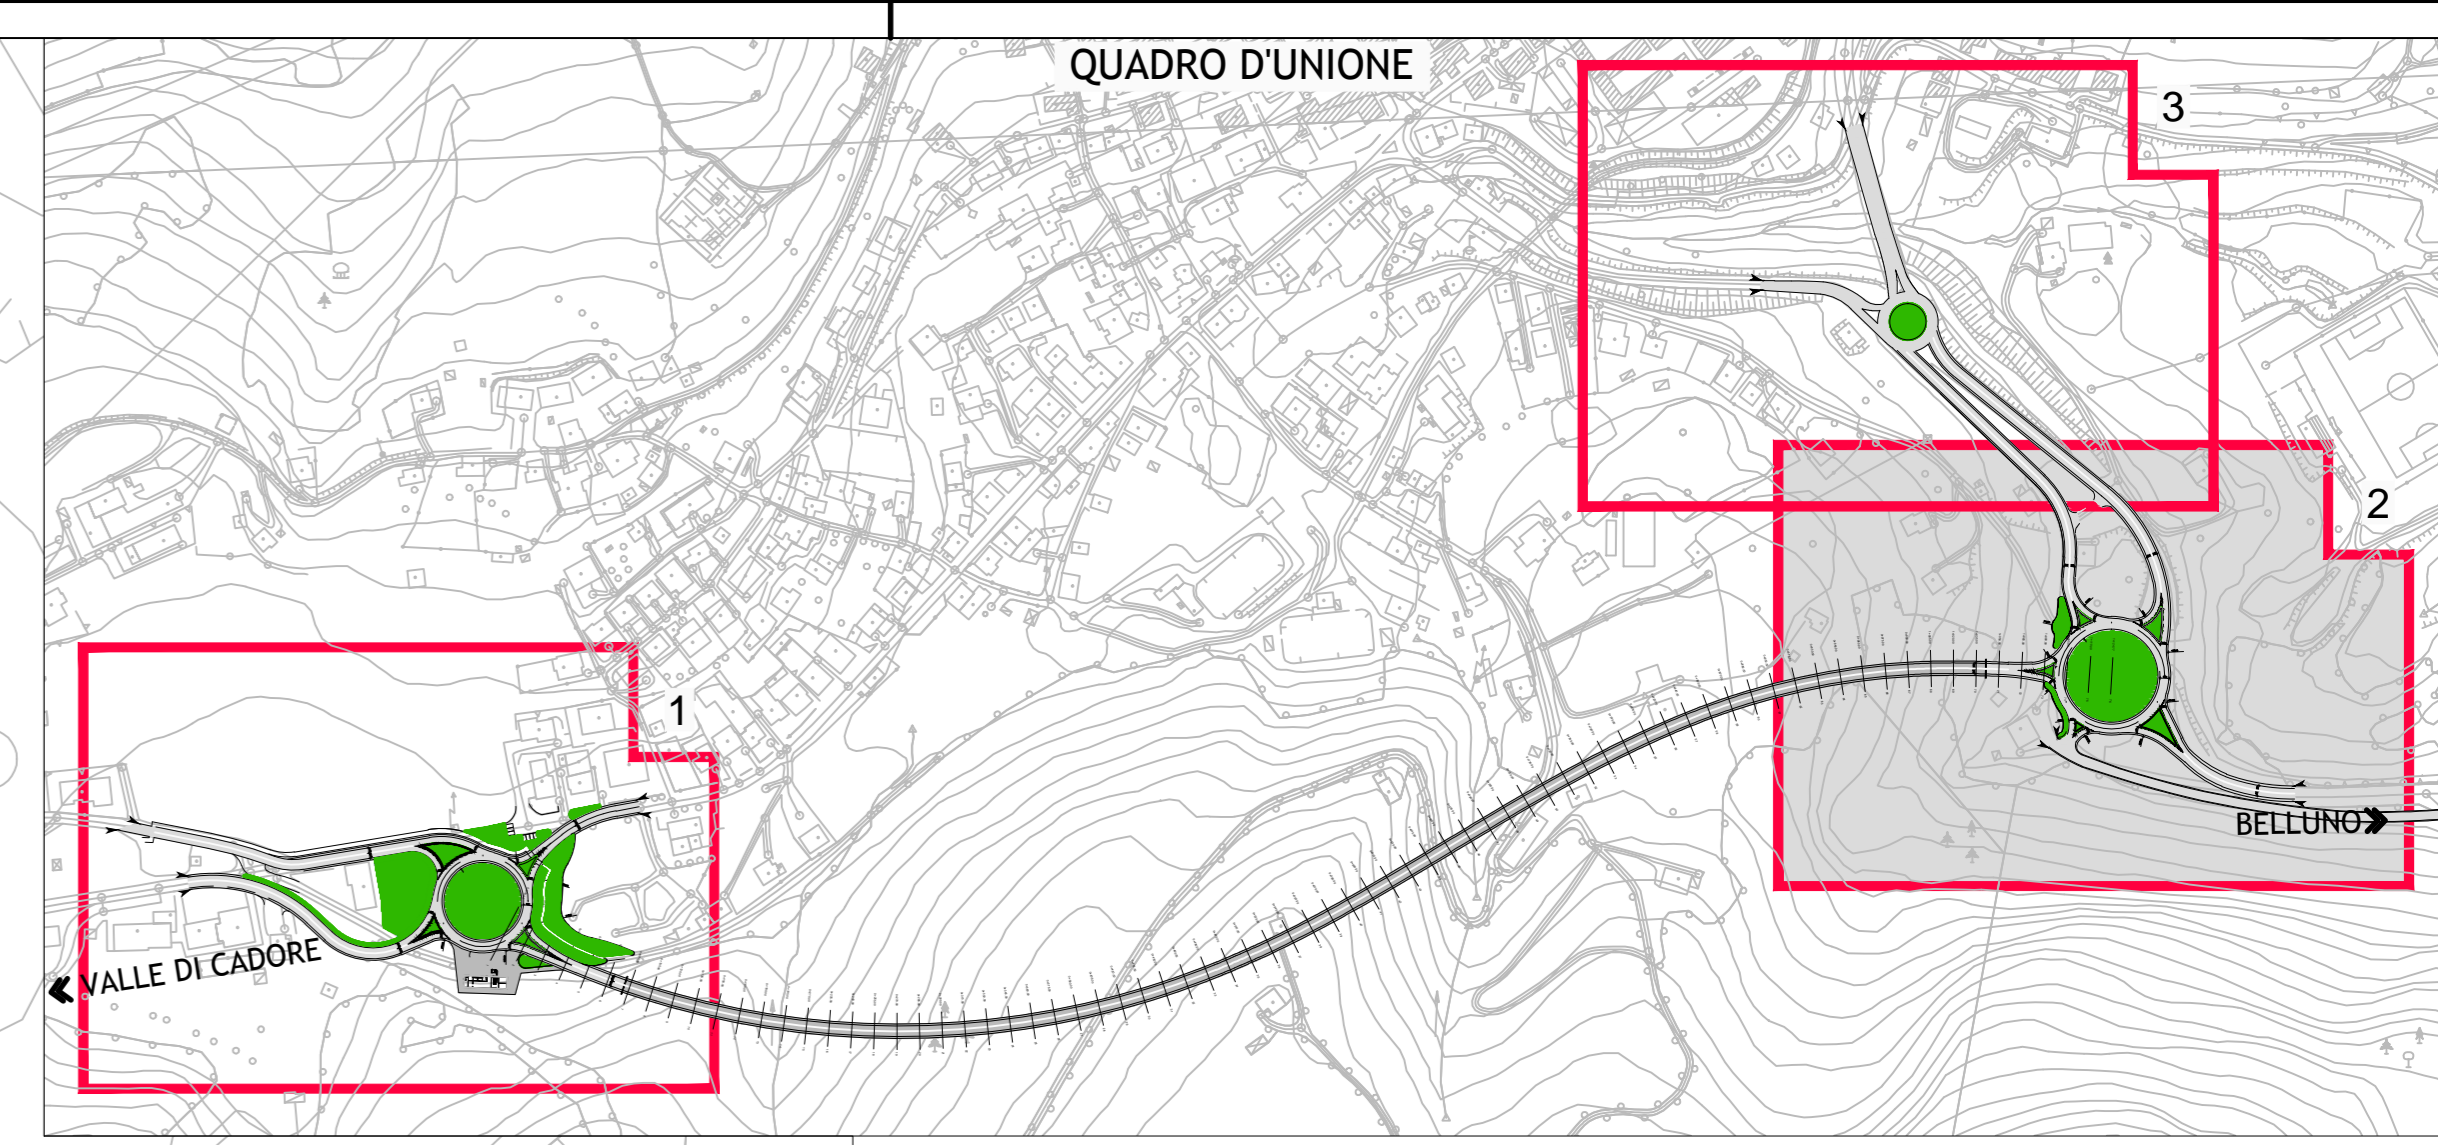 QUADRO D'UNIONE
3
2
1
BELLUNO
VALLE DI CADORE